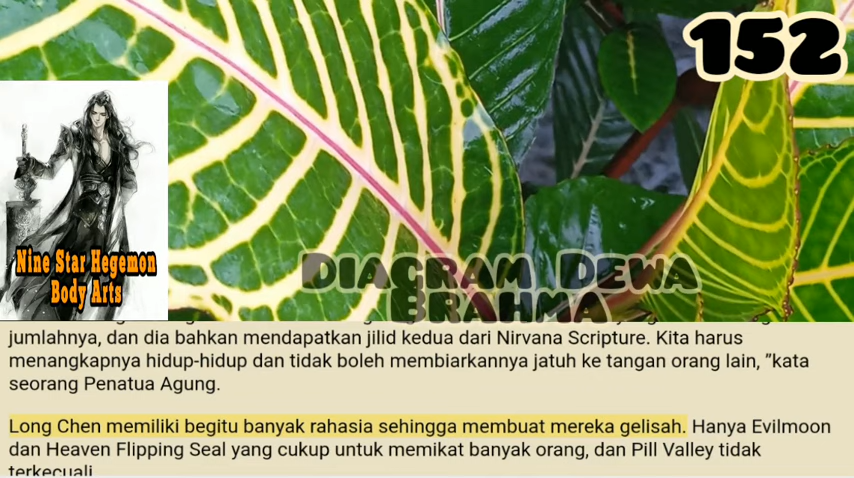 152
Nine Star Hegemon
Body Arts
Diagram Dewa
Brahma
jumlahnya, dan dia bahkan mendapatkan jilid kedua dari Nirvana Scripture. Kita harus
menangkapnya hidup-hidup dan tidak boleh membiarkannya jatuh ke tangan orang lain, ”kata
seorang Penatua Agung.
Long Chen memiliki begitu banyak rahasia sehingga membuat mereka gelisah. Hanya Evilmoon
dan Heaven Flipping Seal yang cukup untuk memikat banyak orang, dan Pill Valley tidak
terkecuali